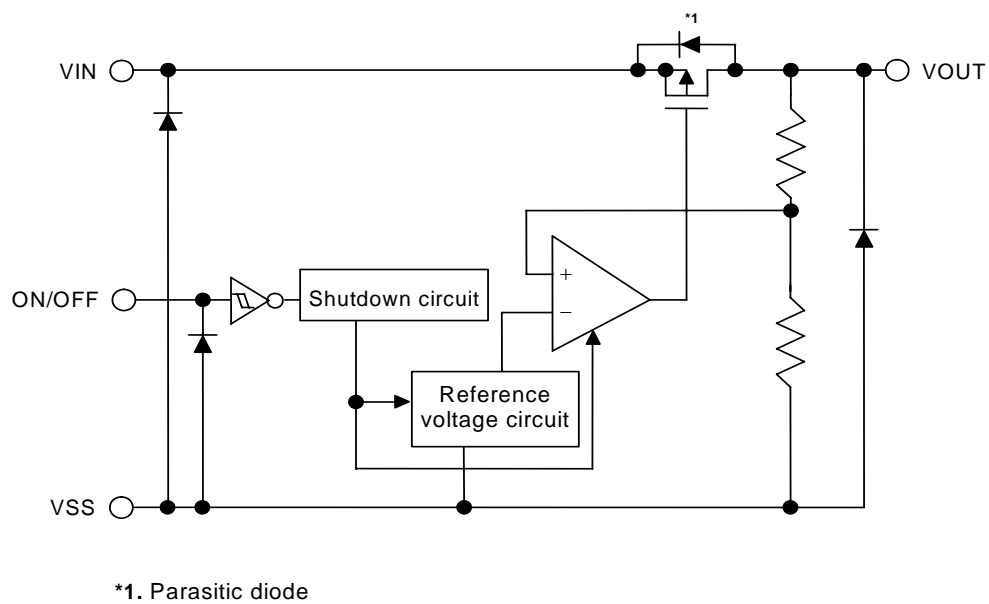 *1
VIN
VOUT
+
ON/OFF
Shutdown circuit
−
Reference
voltage circuit
VSS
*1. Parasitic diode